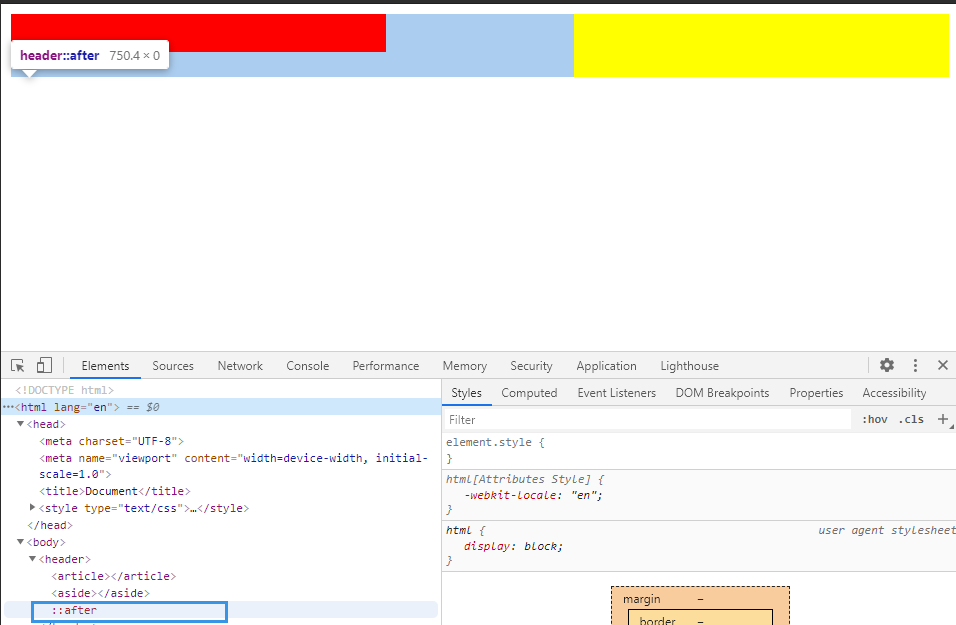 header::after 750.4 × 0
Elements Sources Network Console Performance Memory Security Application Lighthouse
<!DOCTYPE html>
⋯<html lang="en"> == $0
▼<head>
<meta charset="UTF-8">
<meta name="viewport" content="width=device-width, initial-
scale=1.0">
<title>Document</title>
▶<style type="text/css">…</style>
</head>
▼<body>
▼<header>
<article></article>
<aside></aside>
::after
Styles Computed Event Listeners DOM Breakpoints Properties Accessibility
Filter :hov .cls +
element.style {
}
html[Attributes Style] {
-webkit-locale: "en";
}
html { user agent stylesheet
display: block;
}
margin –
border –